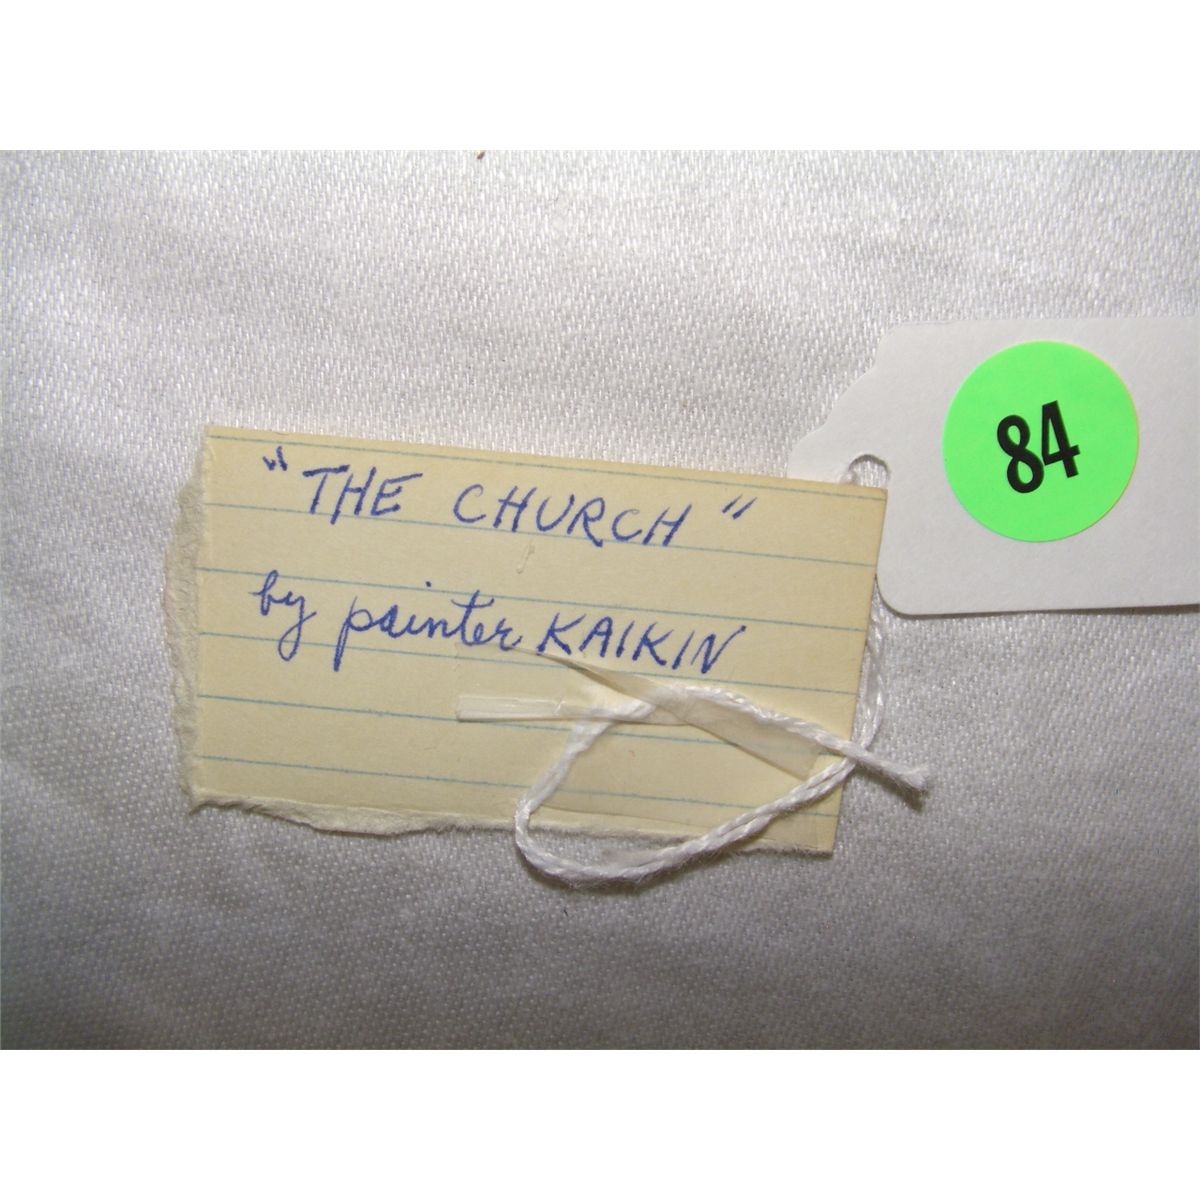 "THE CHURCH"
by painter KAIKIN
84